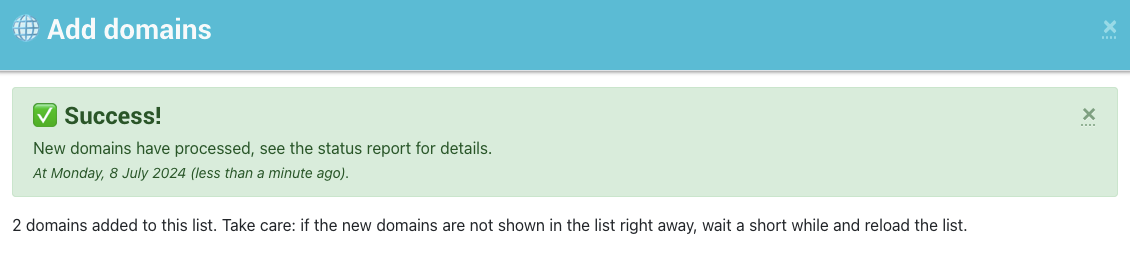 Add domains
Success!
New domains have processed, see the status report for details.
At Monday, 8 July 2024 (less than a minute ago).
2 domains added to this list. Take care: if the new domains are not shown in the list right away, wait a short while and reload the list.